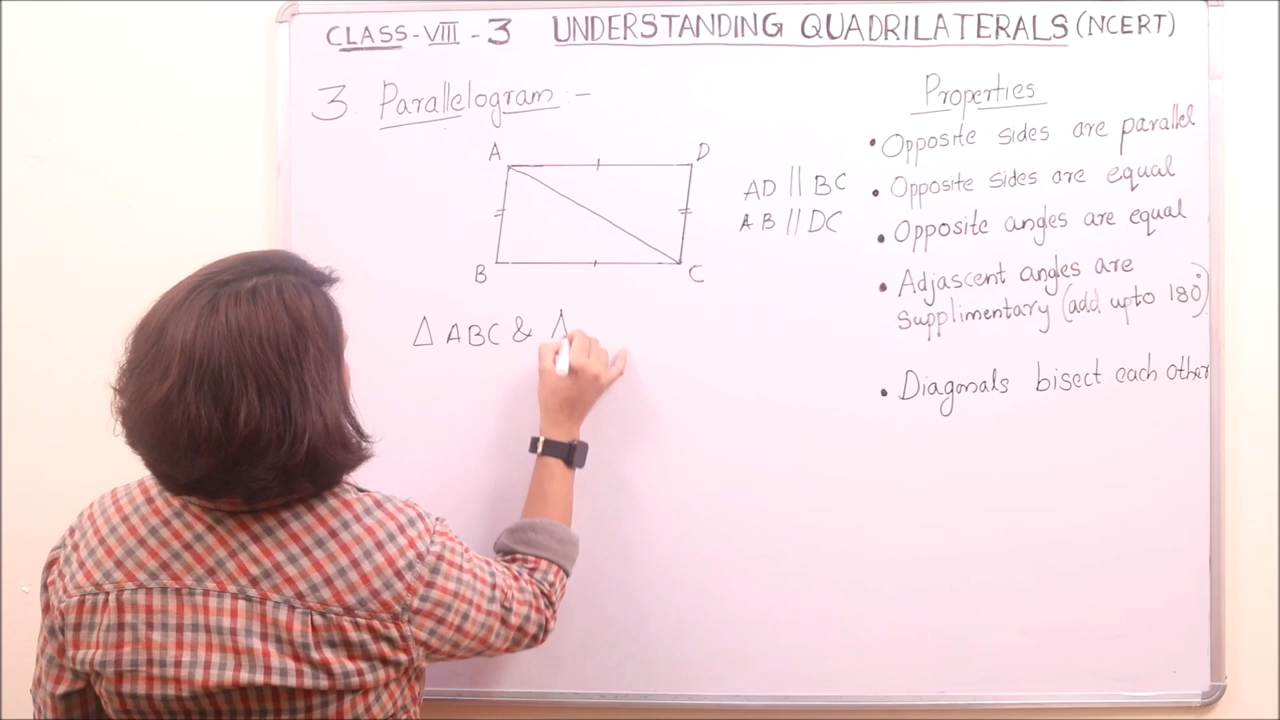 CLASS-VIII-3 UNDERSTANDING QUADRILATERALS (NCERT)
3. Parallelogram :-
A
D
B
C
AD || BC
AB || DC
Δ ABC & Δ
Properties
• Opposite sides are parallel
• Opposite sides are equal
• Opposite angles are equal
• Adjascent angles are
Supplimentary (add upto 180°)
• Diagonals bisect each other